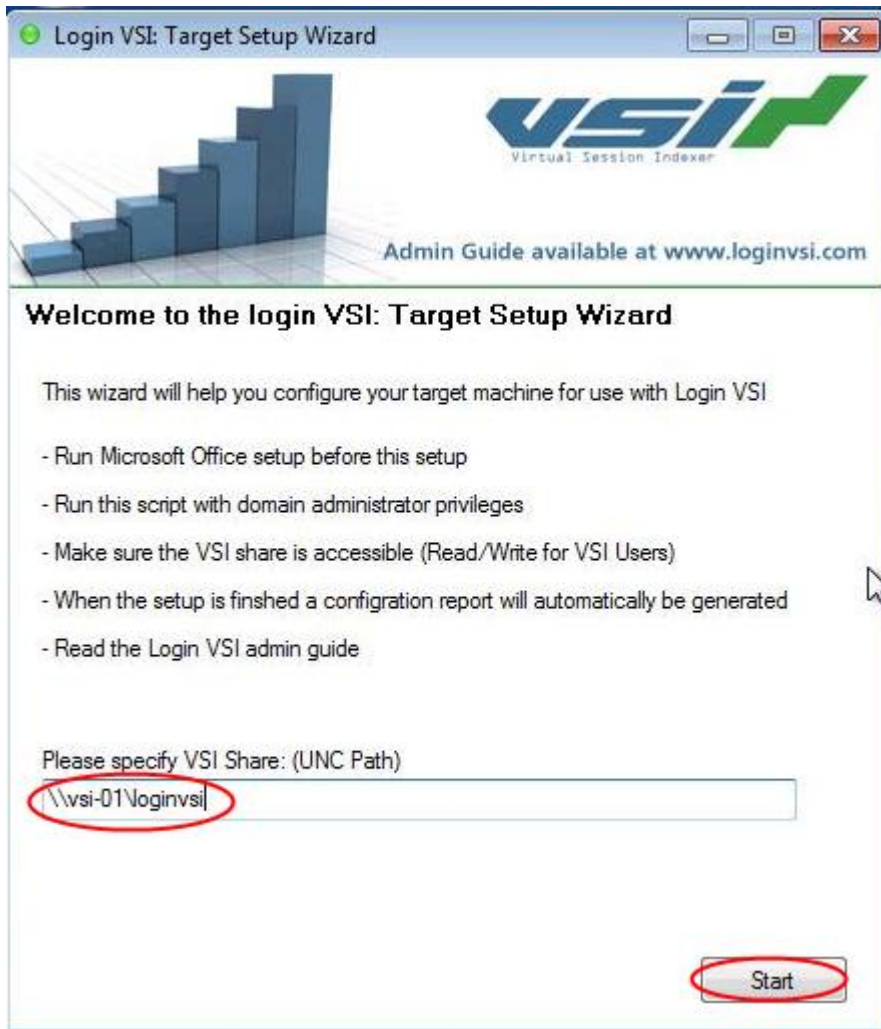 Login VSI: Target Setup Wizard
vsi
Virtual Session Indexer
Admin Guide available at www.loginvsi.com
Welcome to the login VSI: Target Setup Wizard
This wizard will help you configure your target machine for use with Login VSI
- Run Microsoft Office setup before this setup
- Run this script with domain administrator privileges
- Make sure the VSI share is accessible (Read/Write for VSI Users)
- When the setup is finshed a configration report will automatically be generated
- Read the Login VSI admin guide
Please specify VSI Share: (UNC Path)
\\vsi-01\loginvsi
Start